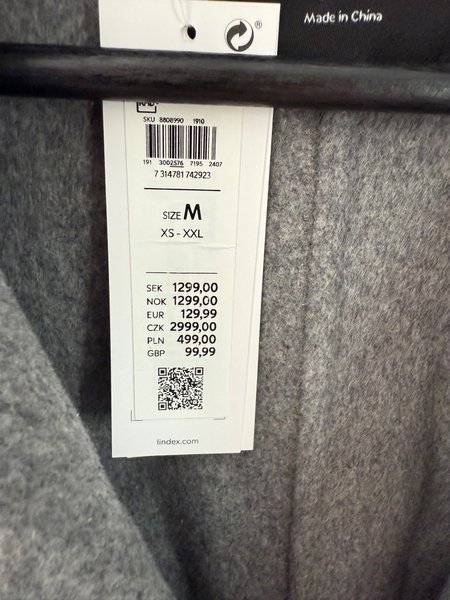 Made in China
®
SKU 8808990 1910
191 3002576 7195 2407
7 314781 742923
SIZE M
XS - XXL
SEK 1299,00
NOK 1299,00
EUR 129,99
CZK 2999,00
PLN 499,00
GBP 99,99
lindex.com